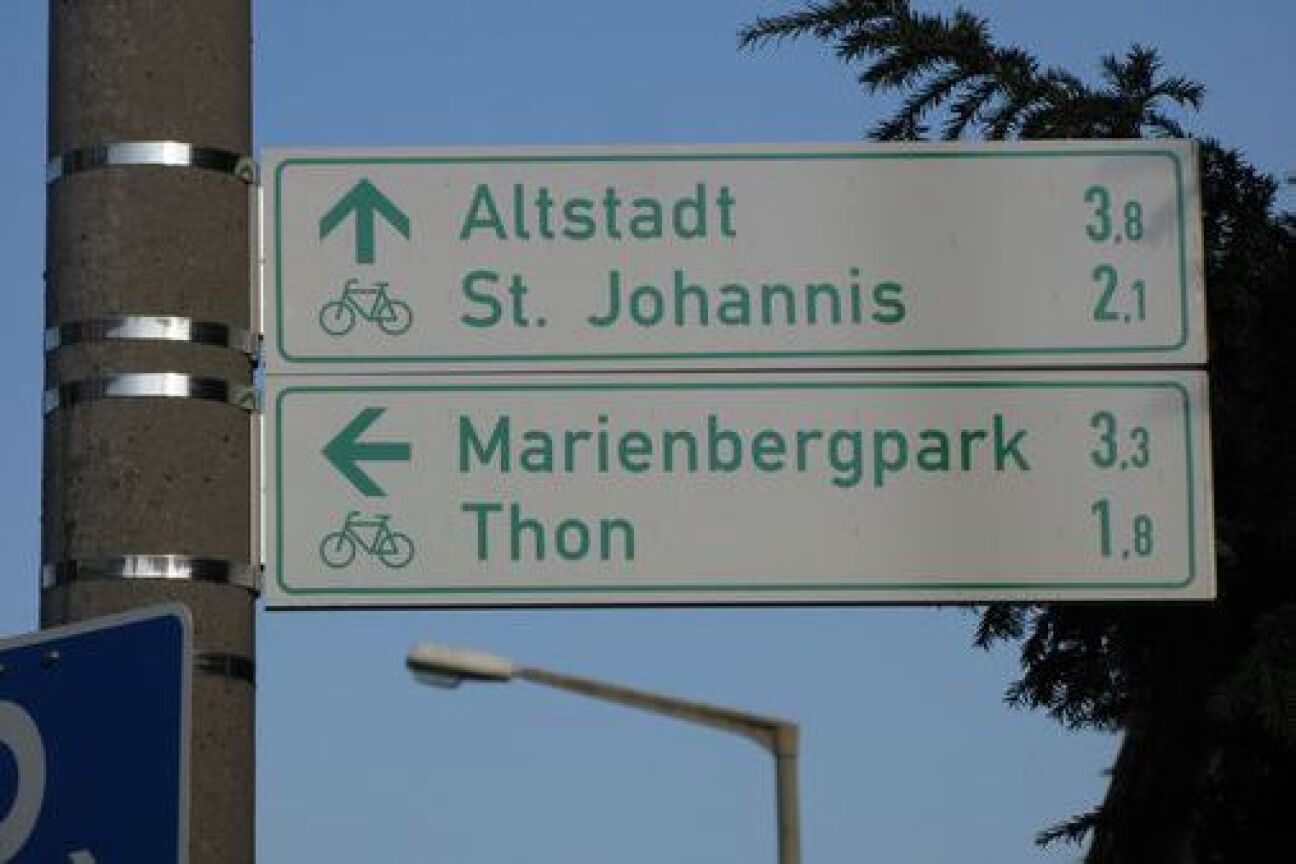 Altstadt 3,8
St. Johannis 2,1
Marienbergpark 3,3
Thon 1,8